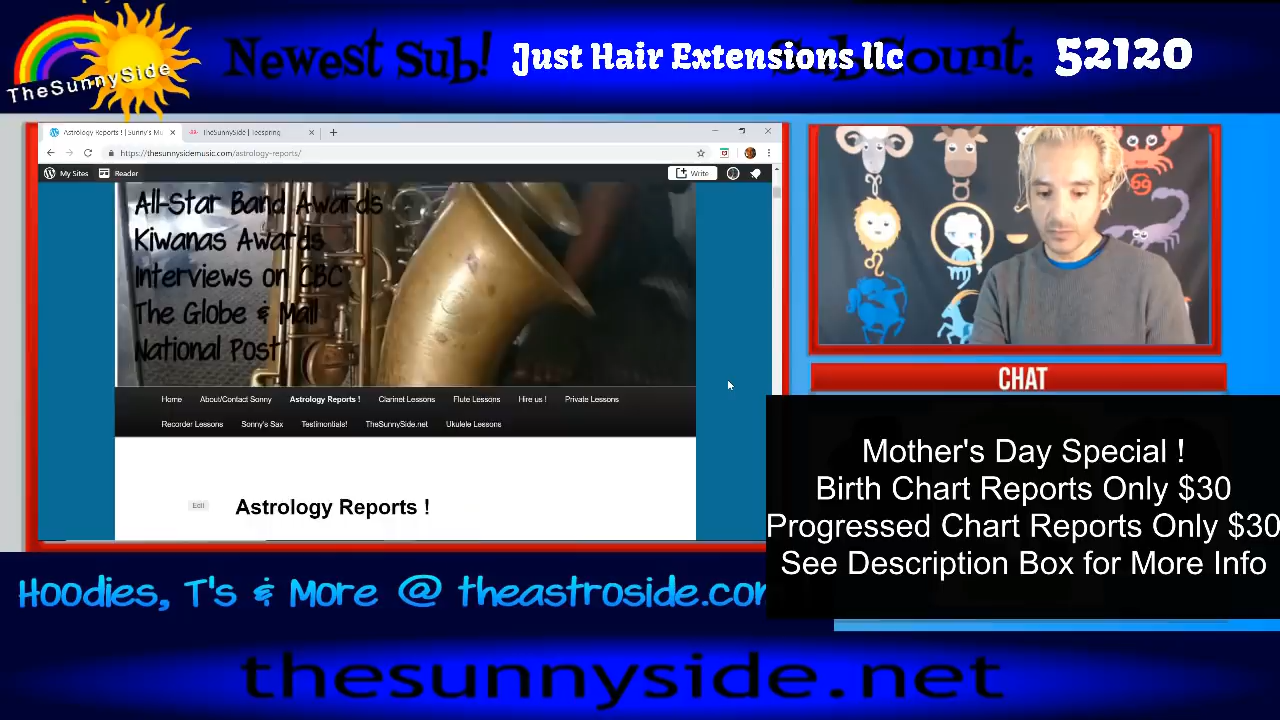 TheSunnySide
Newest Sub!
Just Hair Extensions llc
SubCount:
52120
Astrology Reports ! | Sunny's Mu
TheSunnySide | Teespring
https://thesunnysidemusic.com/astrology-reports/
My Sites
Reader
Write
All-Star Band Awards
Kiwanas Awards
Interviews on CBC
The Globe & Mail
National Post
Home
About/Contact Sonny
Astrology Reports !
Clarinet Lessons
Flute Lessons
Hire us !
Private Lessons
Recorder Lessons
Sonny's Sax
Testimontials!
TheSunnySide.net
Ukulele Lessons
Edit
Astrology Reports !
CHAT
Mother's Day Special !
Birth Chart Reports Only $30
Progressed Chart Reports Only $30
See Description Box for More Info
Hoodies, T's & More @ theastroside.com
thesunnyside.net